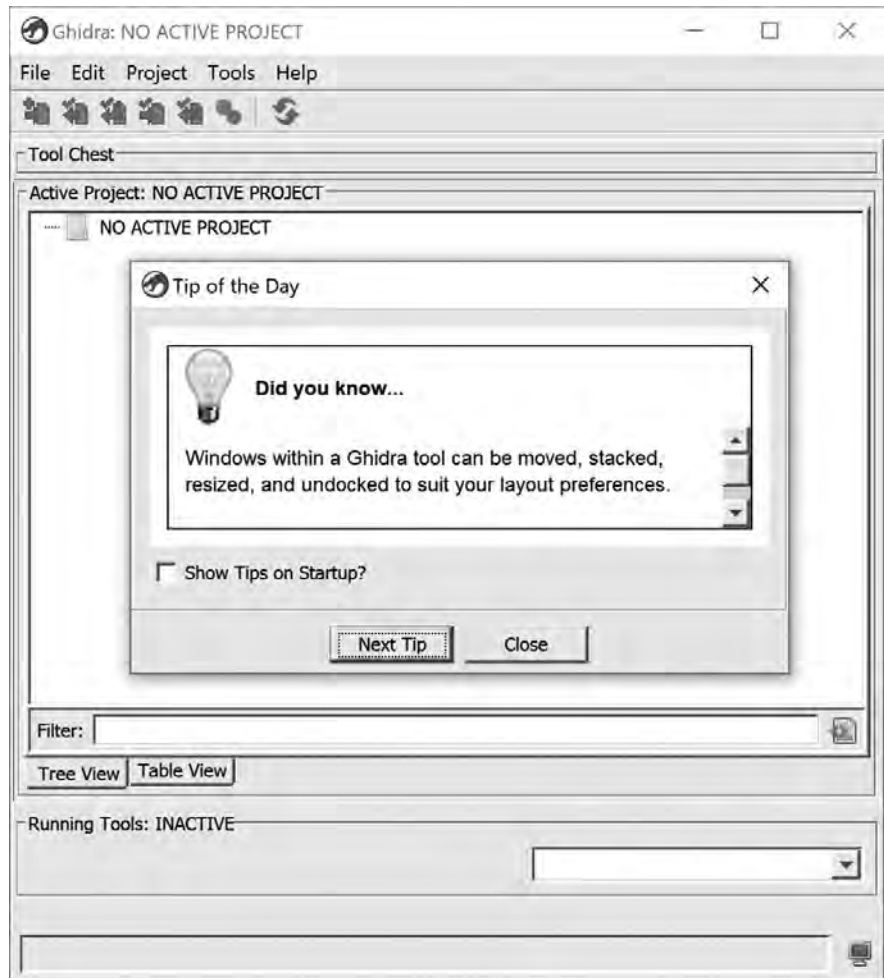 Ghidra: NO ACTIVE PROJECT
File Edit Project Tools Help
Tool Chest
Active Project: NO ACTIVE PROJECT
NO ACTIVE PROJECT
Tip of the Day
Did you know...
Windows within a Ghidra tool can be moved, stacked,
resized, and undocked to suit your layout preferences.
Show Tips on Startup?
Next Tip Close
Filter:
Tree View Table View
Running Tools: INACTIVE